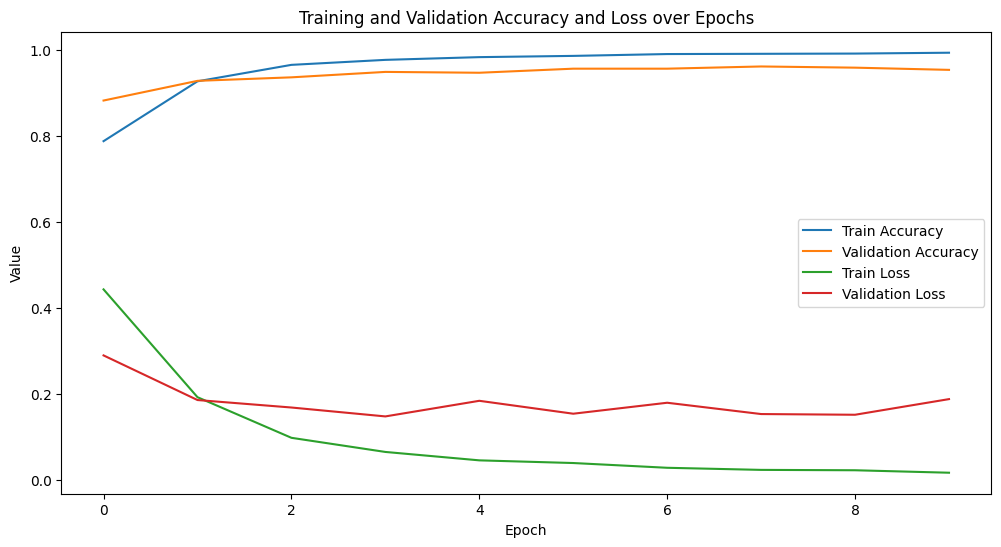 Training and Validation Accuracy and Loss over Epochs
1.0
0.8
0.6
0.4
0.2
0.0
Value
Train Accuracy
Validation Accuracy
Train Loss
Validation Loss
0 2 4 6 8
Epoch